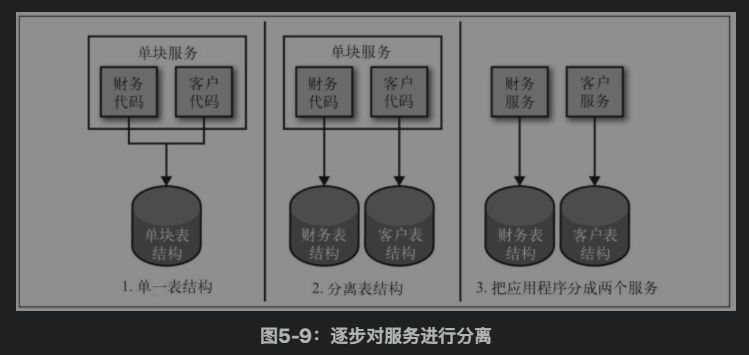 单块服务
财务
代码
客户
代码
单块表
结构
1. 单一表结构
单块服务
财务
代码
客户
代码
财务表
结构
客户表
结构
2. 分离表结构
财务
服务
客户
服务
财务表
结构
客户表
结构
3. 把应用程序分成两个服务
图5-9：逐步对服务进行分离